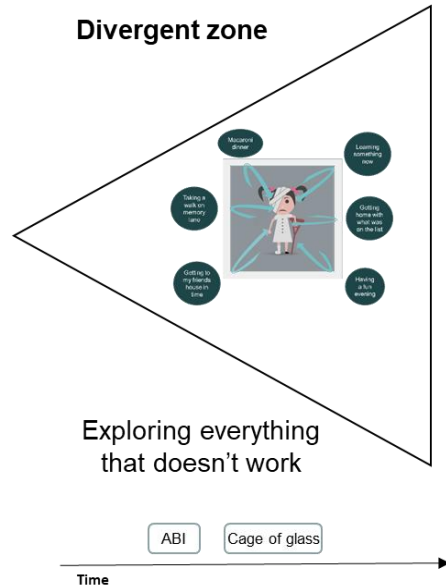 Divergent zone
Macaroni
dinner
Learning
something
now
Taking a
walk on
memory
lane
Getting
home with
what was
on the list
Getting to
my friends
house in
time
Having
a fun
evening
Exploring everything
that doesn't work
ABI
Cage of glass
Time